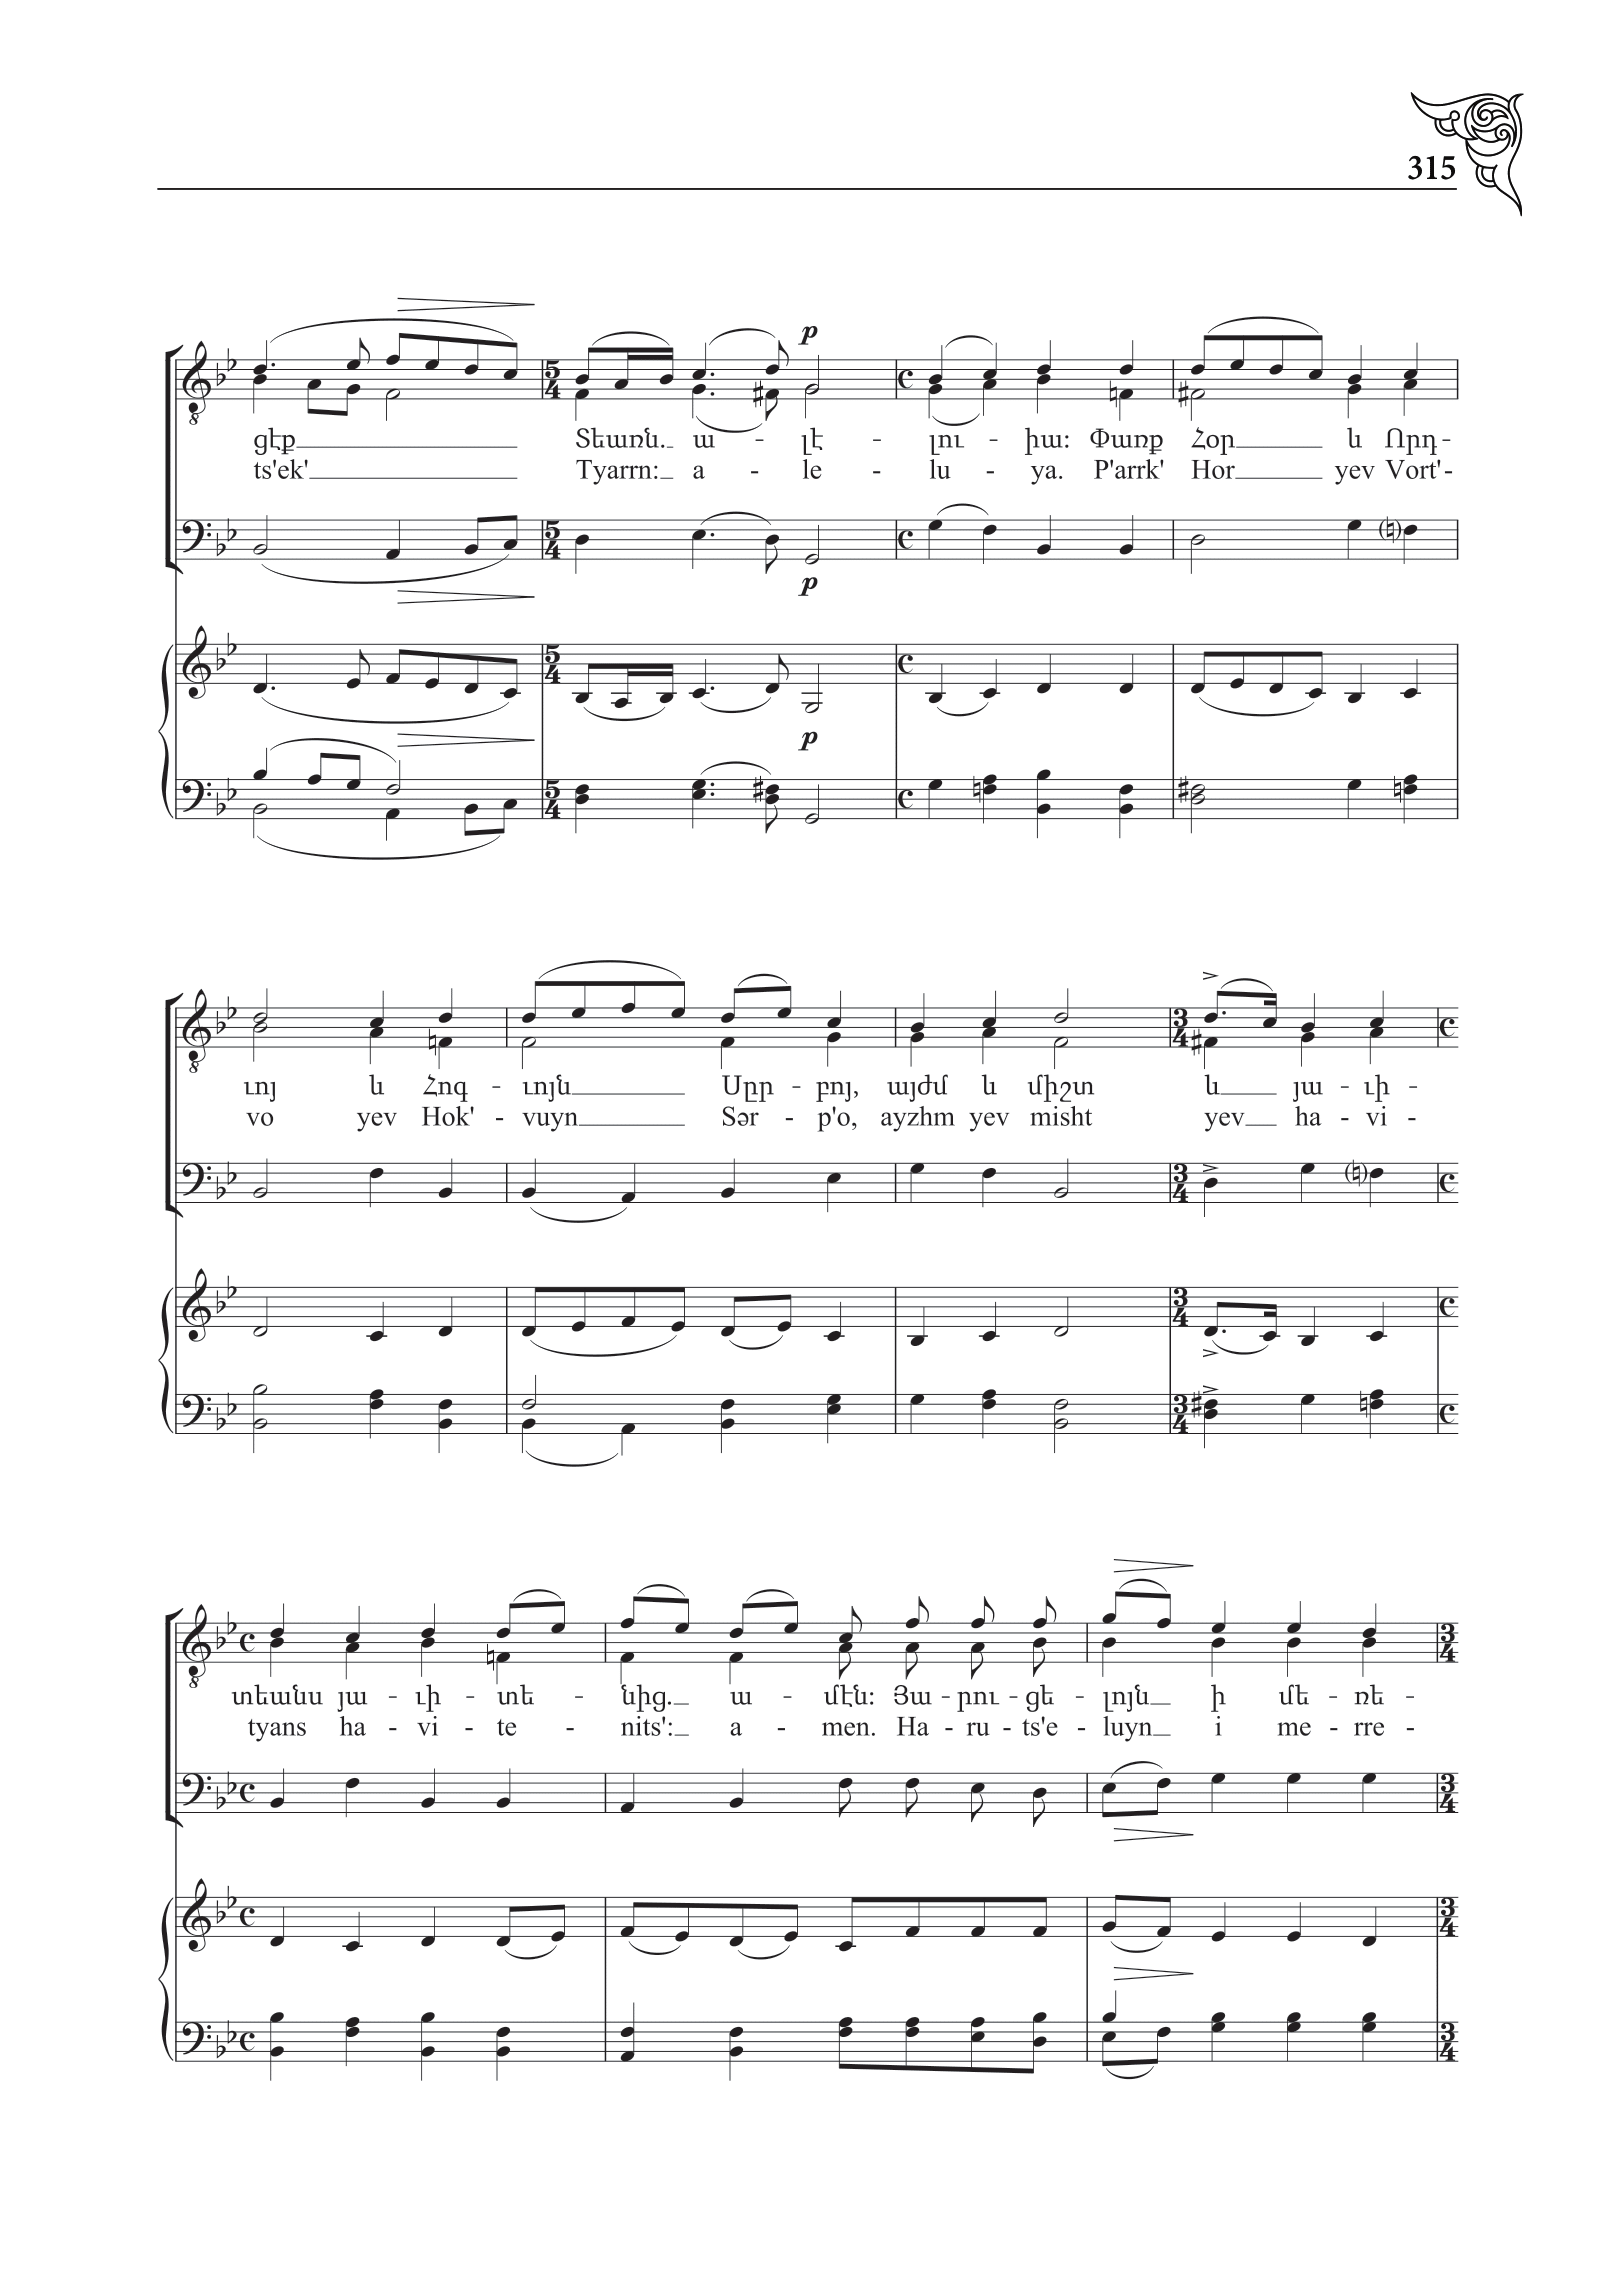 315
p
ցէք Տեառն. ա - լէ - լու - իա: Փառք Հօր և Որդ -
ts'ek' Tyarrn: a - le - lu - ya. P'arrk' Hor yev Vort'-
p
p
ւոյ և Հոգ - ւոյն Սըր - բոյ, այժմ և միշտ և յա - ւի -
vo yev Hok' - vuyn Sər - p'o, ayzhm yev misht yev ha - vi -
տեանս յա - ւի - տե - նից. ա - մէն: Յա - րու - ցե - լոյն ի մե - ռե -
tyans ha - vi - te - nits': a - men. Ha - ru - ts'e - luyn i me - rre -